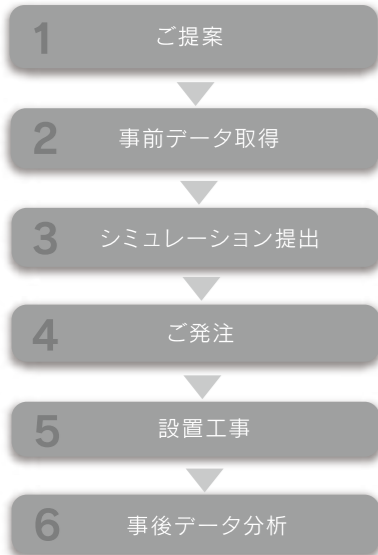 1 ご提案
2 事前データ取得
3 シミュレーション提出
4 ご発注
5 設置工事
6 事後データ分析